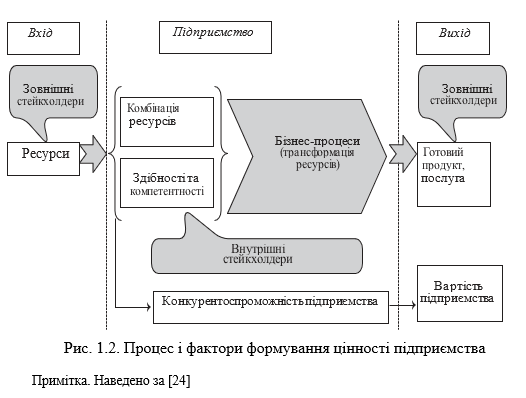 Вхід
Підприємство
Вихід
Зовнішні
стейкхолдери
Зовнішні
стейкхолдери
Комбінація
ресурсів
Ресурси
Бізнес-процеси
(трансформація
ресурсів)
Готовий
продукт,
послуга
Здібності та
компетентності
Внутрішні
стейкхолдери
Конкурентоспроможність підприємства
Вартість
підприємства
Рис. 1.2. Процес і фактори формування цінності підприємства
Примітка. Наведено за [24]